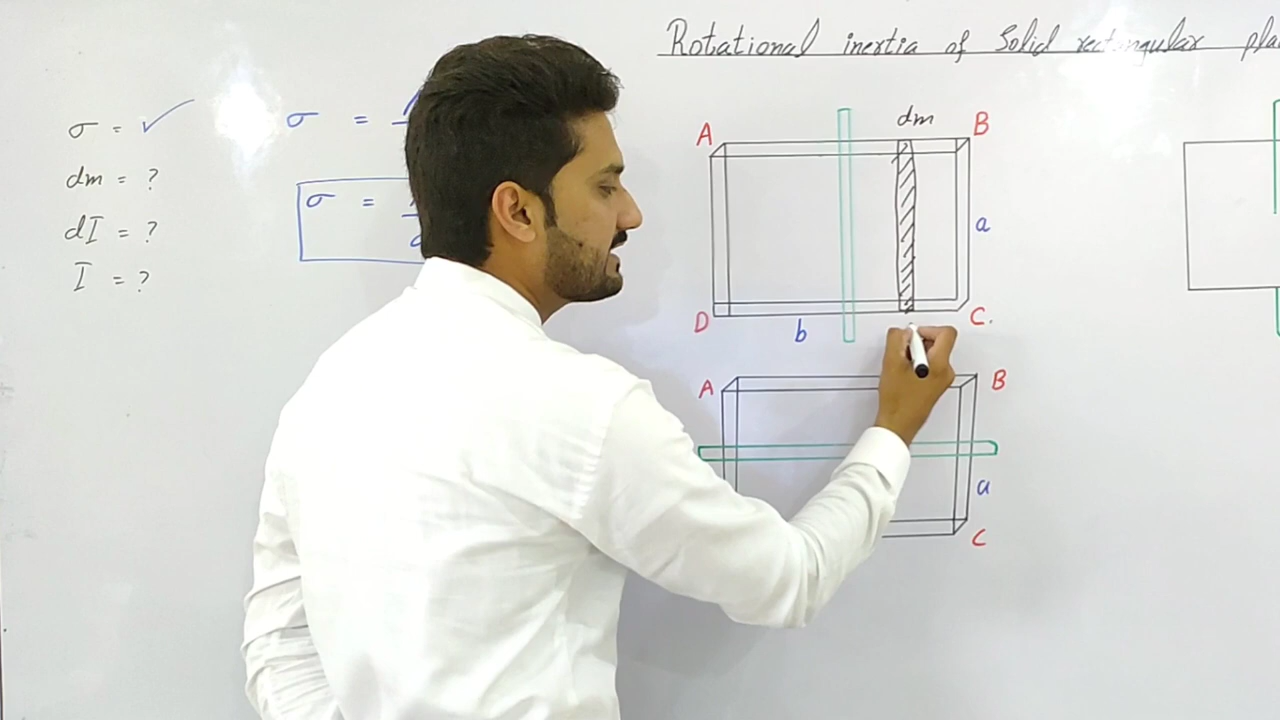 Rotational inertia of Solid rectangular
σ = ✓
dm = ?
dI = ?
I = ?
σ =
σ =
dm
A
B
a
D
b
C.
A
B
a
C